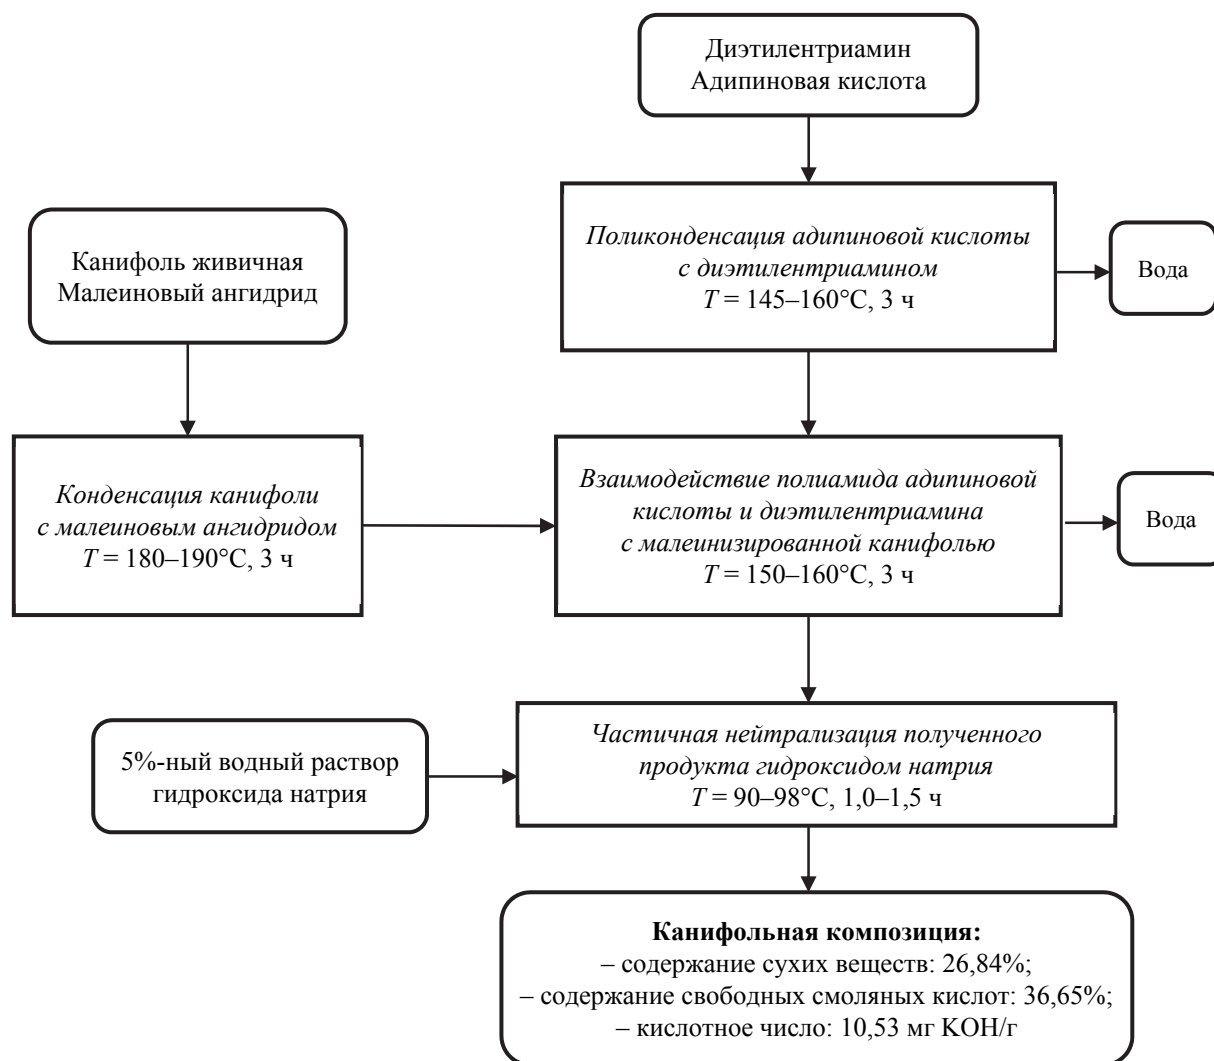 Диэтилентриамин
Адипиновая кислота
Поликонденсация адипиновой кислоты
с диэтилентриамином
T = 145–160°C, 3 ч
Вода
Канифоль живичная
Малеиновый ангидрид
Конденсация канифоли
с малеиновым ангидридом
T = 180–190°C, 3 ч
Взаимодействие полиамида адипиновой
кислоты и диэтилентриамина
с малеинизированной канифолью
T = 150–160°C, 3 ч
Вода
5%-ный водный раствор
гидроксида натрия
Частичная нейтрализация полученного
продукта гидроксидом натрия
T = 90–98°C, 1,0–1,5 ч
Канифольная композиция:
– содержание сухих веществ: 26,84%;
– содержание свободных смоляных кислот: 36,65%;
– кислотное число: 10,53 мг KOH/г